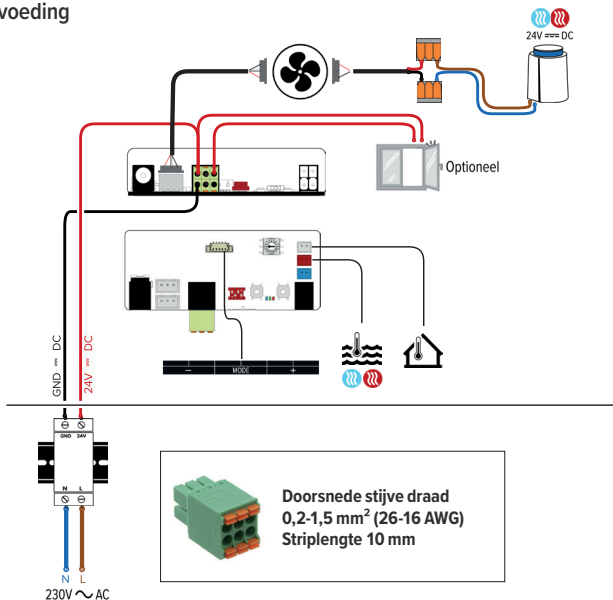 voeding
24V ⎓ DC
Optioneel
GND ⎓ DC
24V ⎓ DC
− MODE +
GND 24V
N L
N L
230V ∼ AC
Doorsnede stijve draad
0,2-1,5 mm² (26-16 AWG)
Striplengte 10 mm